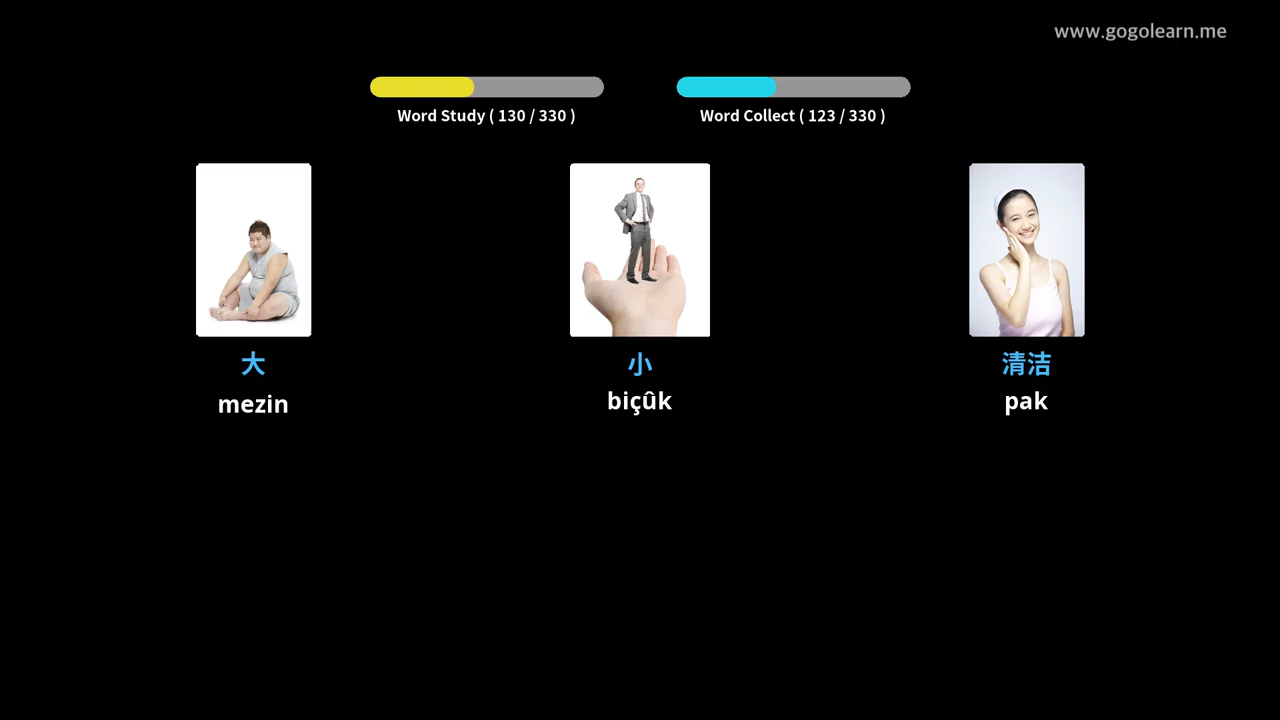 www.gogolearn.me
Word Study ( 130 / 330 )
Word Collect ( 123 / 330 )
大
小
清洁
mezin
biçûk
pak